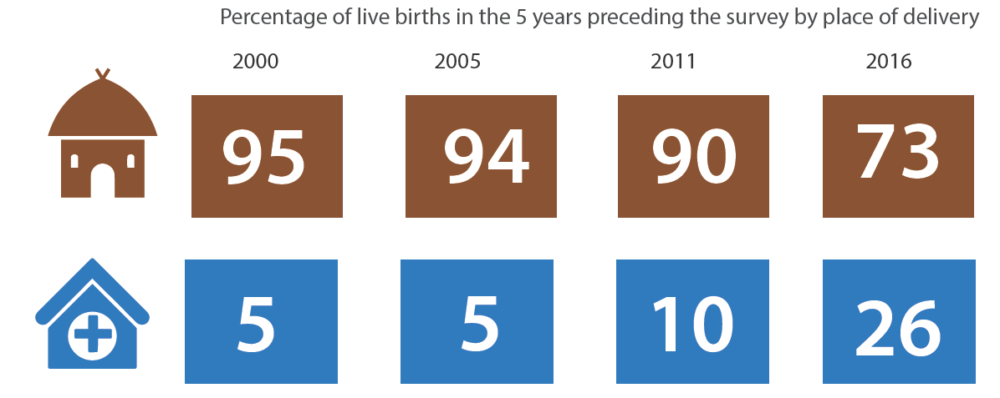 Percentage of live births in the 5 years preceding the survey by place of delivery
2000 2005 2011 2016
95 94 90 73
5 5 10 26